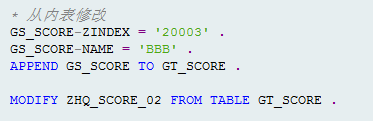 * 从内表修改
GS_SCORE-ZINDEX = '20003' .
GS_SCORE-NAME = 'BBB' .
APPEND GS_SCORE TO GT_SCORE .
MODIFY ZHQ_SCORE_02 FROM TABLE GT_SCORE .